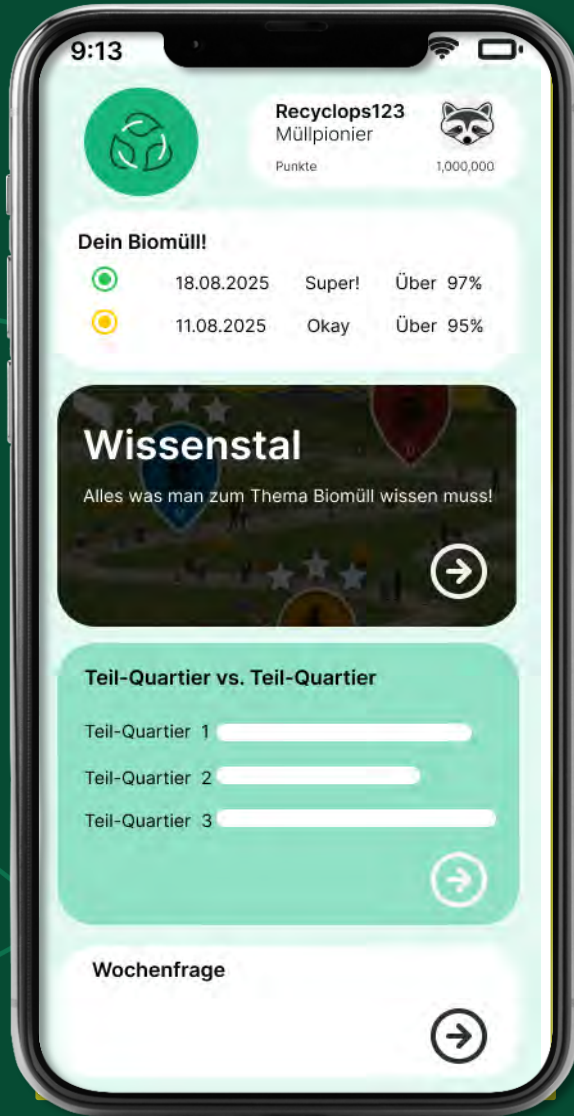 9:13
Recyclops123
Müllpionier
Punkte 1,000,000
Dein Biomüll!
18.08.2025 Super! Über 97%
11.08.2025 Okay Über 95%
Wissenstal
Alles was man zum Thema Biomüll wissen muss!
Teil-Quartier vs. Teil-Quartier
Teil-Quartier 1
Teil-Quartier 2
Teil-Quartier 3
Wochenfrage